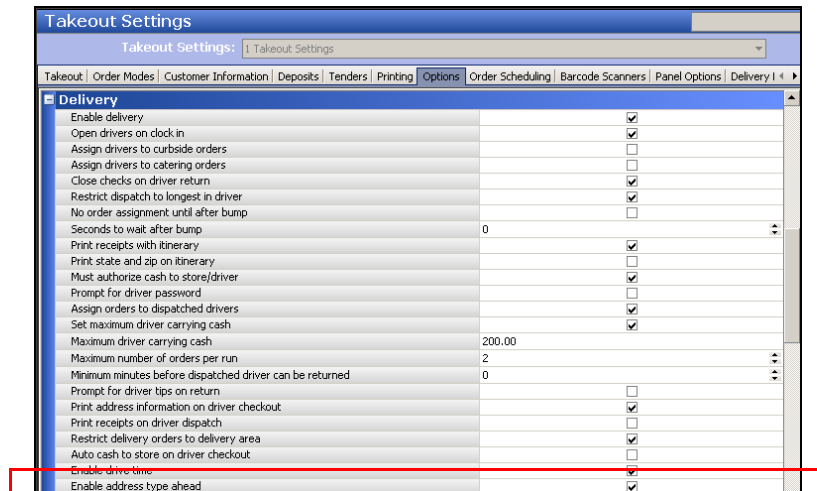 Takeout Settings
Takeout Settings: 1 Takeout Settings
Takeout Order Modes Customer Information Deposits Tenders Printing Options Order Scheduling Barcode Scanners Panel Options Delivery
Delivery
Enable delivery
Open drivers on clock in
Assign drivers to curbside orders
Assign drivers to catering orders
Close checks on driver return
Restrict dispatch to longest in driver
No order assignment until after bump
Seconds to wait after bump 0
Print receipts with itinerary
Print state and zip on itinerary
Must authorize cash to store/driver
Prompt for driver password
Assign orders to dispatched drivers
Set maximum driver carrying cash
Maximum driver carrying cash 200.00
Maximum number of orders per run 2
Minimum minutes before dispatched driver can be returned 0
Prompt for driver tips on return
Print address information on driver checkout
Print receipts on driver dispatch
Restrict delivery orders to delivery area
Auto cash to store on driver checkout
Enable drive time
Enable address type ahead